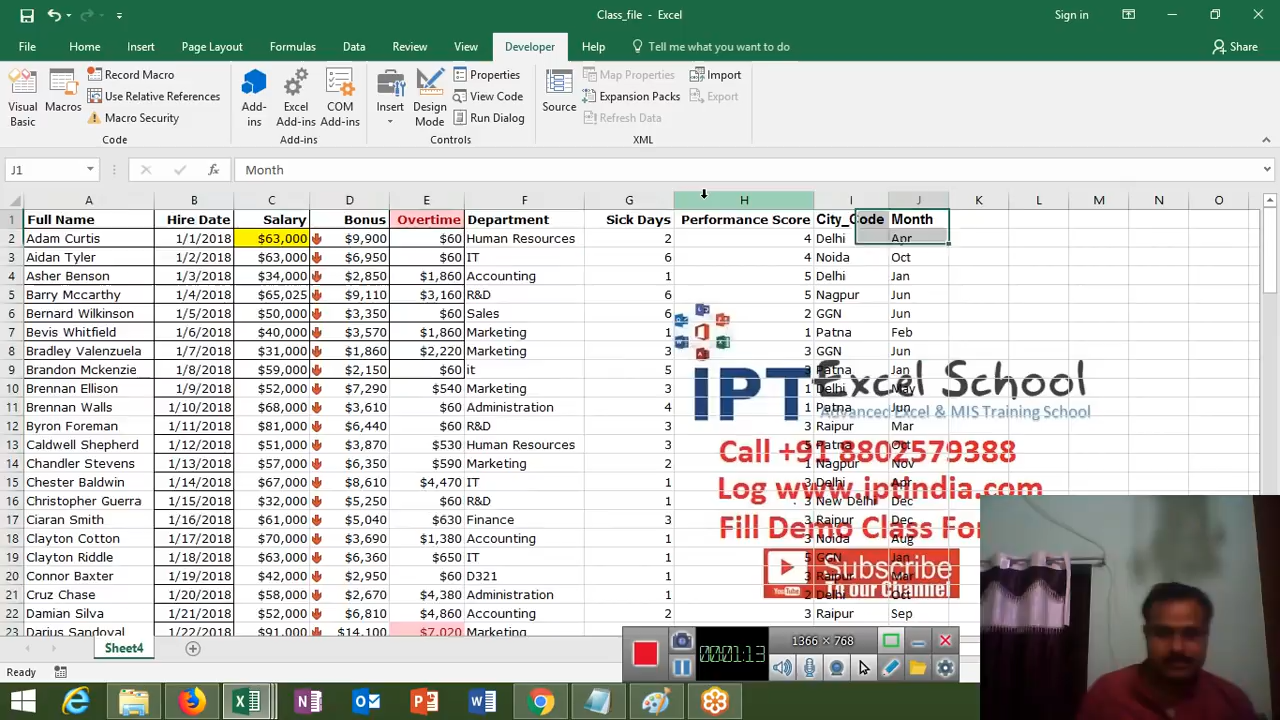 Class_file - Excel
Sign in
File Home Insert Page Layout Formulas Data Review View Developer Help Tell me what you want to do Share
Visual Basic
Macros
Record Macro
Use Relative References
Macro Security
Code
Add-ins
Excel Add-ins
COM Add-ins
Add-ins
Insert
Design Mode
Properties
View Code
Run Dialog
Controls
Source
Map Properties
Expansion Packs
Refresh Data
Import
Export
XML
J1 fx Month
A B C D E F G H I J K L M N O
1 Full Name Hire Date Salary Bonus Overtime Department Sick Days Performance Score City_Code Month
2 Adam Curtis 1/1/2018 $63,000 $9,900 $60 Human Resources 2 4 Delhi Apr
3 Aidan Tyler 1/2/2018 $63,000 $6,950 $60 IT 6 4 Noida Oct
4 Asher Benson 1/3/2018 $34,000 $2,850 $1,860 Accounting 1 5 Delhi Jan
5 Barry Mccarthy 1/4/2018 $65,025 $9,110 $3,160 R&D 6 5 Nagpur Jun
6 Bernard Wilkinson 1/5/2018 $50,000 $3,350 $60 Sales 6 2 GGN Jun
7 Bevis Whitfield 1/6/2018 $40,000 $3,570 $1,860 Marketing 1 1 Patna Feb
8 Bradley Valenzuela 1/7/2018 $31,000 $1,860 $2,220 Marketing 3 3 GGN Jun
9 Brandon Mckenzie 1/8/2018 $59,000 $2,150 $60 it 5 3 Patna Jan
10 Brennan Ellison 1/9/2018 $52,000 $7,290 $540 Marketing 3 1 Delhi May
11 Brennan Walls 1/10/2018 $68,000 $3,610 $60 Administration 4 1 Patna Jun
12 Byron Foreman 1/11/2018 $81,000 $6,440 $60 R&D 3 3 Raipur Mar
13 Caldwell Shepherd 1/12/2018 $51,000 $3,870 $530 Human Resources 3 5 Patna Oct
14 Chandler Stevens 1/13/2018 $57,000 $6,350 $590 Marketing 2 1 Nagpur Nov
15 Chester Baldwin 1/14/2018 $67,000 $8,610 $4,470 IT 1 3 Delhi Apr
16 Christopher Guerra 1/15/2018 $32,000 $5,250 $60 R&D 1 3 New Delhi Dec
17 Ciaran Smith 1/16/2018 $61,000 $5,040 $630 Finance 3 3 Raipur Dec
18 Clayton Cotton 1/17/2018 $70,000 $3,690 $1,380 Accounting 1 3 Noida Aug
19 Clayton Riddle 1/18/2018 $53,000 $6,360 $650 IT 1 5 GGN Jan
20 Connor Baxter 1/19/2018 $42,000 $2,950 $60 D321 1 3 Raipur Mar
21 Cruz Chase 1/20/2018 $58,000 $2,670 $4,380 Administration 1 2 Delhi Oct
22 Damian Silva 1/21/2018 $52,000 $6,810 $4,860 Accounting 2 3 Raipur Sep
23 Darius Sandoval 1/22/2018 $91,000 $14,100 $7,020 Marketing
IPT Excel School
Advanced Excel & MIS Training School
Call +91 8802579388
Log www.iptindia.com
Fill Demo Class
Subscribe
To our Channel
YouTube
Sheet4
Ready
1366 × 768
00:01:13